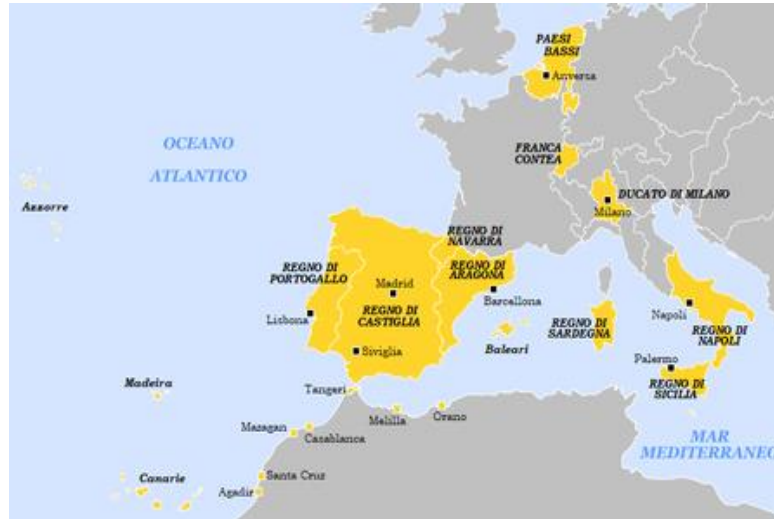 PAESI
BASSI
Anversa
OCEANO
ATLANTICO
FRANCA
CONTEA
DUCATO DI MILANO
Milano
Azzorre
REGNO DI
NAVARRA
REGNO DI
PORTOGALLO
REGNO DI
ARAGONA
Madrid
Barcellona
REGNO DI
CASTIGLIA
Lisbona
Napoli
REGNO DI
SARDEGNA
REGNO DI
NAPOLI
Siviglia
Baleari
Palermo
REGNO DI
SICILIA
Madeira
Tangeri
Melilla
Orano
Mazagan
Casablanca
MAR
MEDITERRANEO
Canarie
Santa Cruz
Agadir